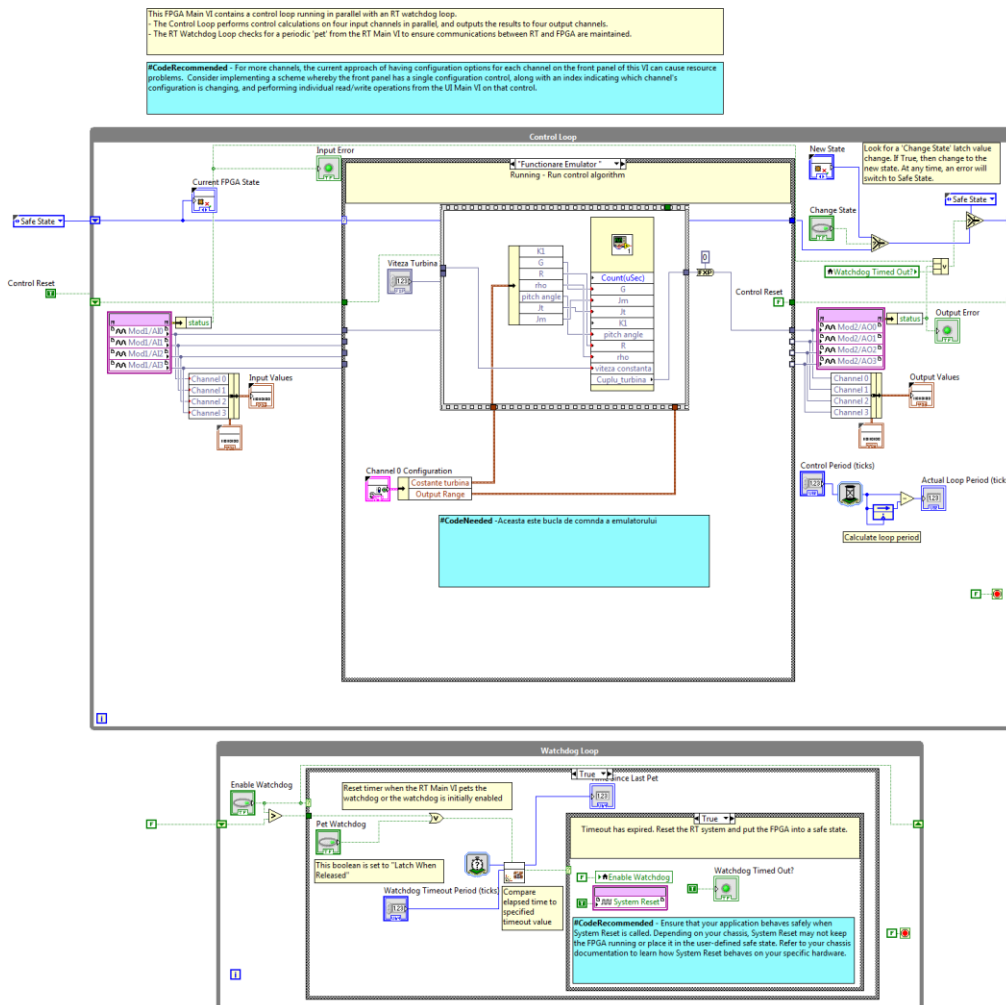 This FPGA Main VI contains a control loop running in parallel with an RT watchdog loop.
- The Control Loop performs control calculations on four input channels in parallel, and outputs the results to four output channels.
- The RT Watchdog Loop checks for a periodic 'pet' from the RT Main VI to ensure communications between RT and FPGA are maintained.
#CodeRecommended - For more channels, the current approach of having configuration options for each channel on the front panel of this VI can cause resource
problems. Consider implementing a scheme whereby the front panel has a single configuration control, along with an index indicating which channel's
configuration is changing, and performing individual read/write operations from the UI Main VI on that control.
Control Loop
Input Error
"Functionare Emulator "
Running - Run control algorithm
New State
Look for a 'Change State' latch value
change. If True, then change to the
new state. At any time, an error will
switch to Safe State.
Current FPGA State
Safe State
Safe State
Change State
Viteza Turbina
K1
G
R
rho
pitch angle
Jt
Jm
Count(uSec)
G
Jm
Jt
K1
pitch angle
R
rho
viteza constanta
Cuplu_turbina
0
FXP
Watchdog Timed Out?
Control Reset
Control Reset
status
Mod1/AI0
Mod1/AI1
Mod1/AI2
Mod1/AI3
status
Output Error
Mod2/AO0
Mod2/AO1
Mod2/AO2
Mod2/AO3
Channel 0
Channel 1
Channel 2
Channel 3
Input Values
Channel 0
Channel 1
Channel 2
Channel 3
Output Values
Channel 0 Configuration
Costante turbina
Output Range
Control Period (ticks)
Actual Loop Period (tick
Calculate loop period
#CodeNeeded -Aceasta este bucla de comnda a emulatorului
Watchdog Loop
True
Enable Watchdog
Reset timer when the RT Main VI pets the
watchdog or the watchdog is initially enabled
Since Last Pet
Pet Watchdog
This boolean is set to "Latch When
Released"
Watchdog Timeout Period (ticks)
Compare
elapsed time to
specified
timeout value
True
Timeout has expired. Reset the RT system and put the FPGA into a safe state.
Enable Watchdog
System Reset
Watchdog Timed Out?
#CodeRecommended - Ensure that your application behaves safely when
System Reset is called. Depending on your chassis, System Reset may not keep
the FPGA running or place it in the user-defined safe state. Refer to your chassis
documentation to learn how System Reset behaves on your specific hardware.